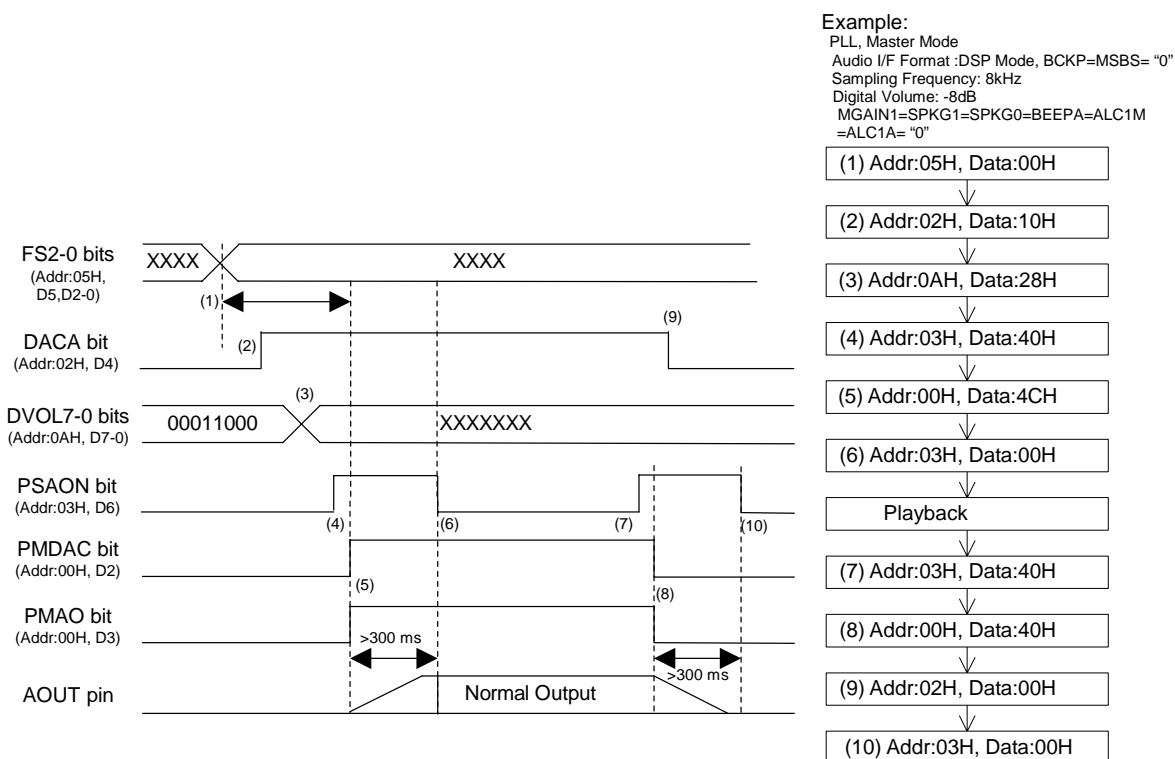 Example:
PLL, Master Mode
Audio I/F Format :DSP Mode, BCKP=MSBS= “0”
Sampling Frequency: 8kHz
Digital Volume: -8dB
MGAIN1=SPKG1=SPKG0=BEEPA=ALC1M
=ALC1A= “0”
(1) Addr:05H, Data:00H
(2) Addr:02H, Data:10H
(3) Addr:0AH, Data:28H
(4) Addr:03H, Data:40H
(5) Addr:00H, Data:4CH
(6) Addr:03H, Data:00H
Playback
(7) Addr:03H, Data:40H
(8) Addr:00H, Data:40H
(9) Addr:02H, Data:00H
(10) Addr:03H, Data:00H
FS2-0 bits
(Addr:05H,
D5,D2-0)
XXXX
XXXX
(1)
DACA bit
(Addr:02H, D4)
(2)
(9)
DVOL7-0 bits
(Addr:0AH, D7-0)
00011000
(3)
XXXXXXX
PSAON bit
(Addr:03H, D6)
(4)
(6)
(7)
(10)
PMDAC bit
(Addr:00H, D2)
(5)
(8)
PMAO bit
(Addr:00H, D3)
>300 ms
>300 ms
AOUT pin
Normal Output